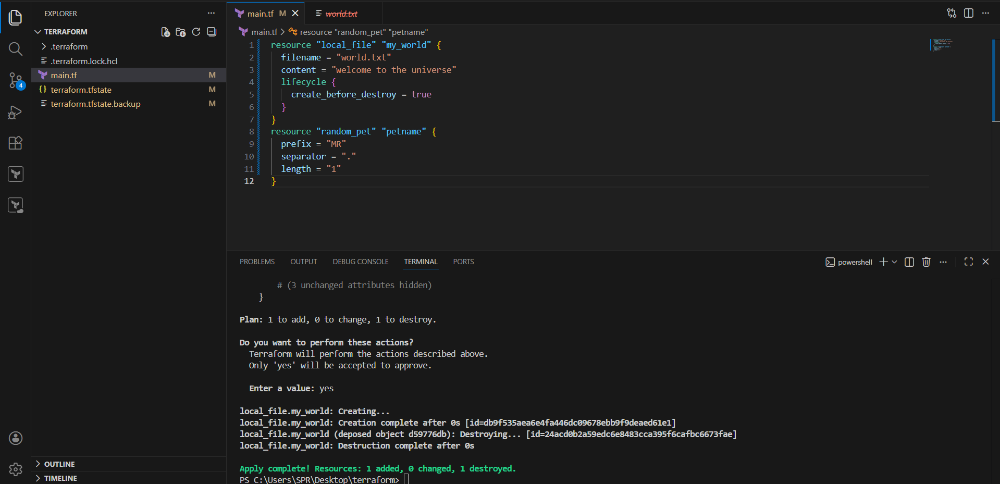 EXPLORER
TERRAFORM
.terraform
.terraform.lock.hcl
main.tf M
terraform.tfstate M
terraform.tfstate.backup M
4
OUTLINE
TIMELINE
main.tf M
world.txt
main.tf > resource "random_pet" "petname"
1 resource "local_file" "my_world" {
2 filename = "world.txt"
3 content = "welcome to the universe"
4 lifecycle {
5 create_before_destroy = true
6 }
7 }
8 resource "random_pet" "petname" {
9 prefix = "MR"
10 separator = "."
11 length = "1"
12 }
PROBLEMS OUTPUT DEBUG CONSOLE TERMINAL PORTS
powershell
# (3 unchanged attributes hidden)
}
Plan: 1 to add, 0 to change, 1 to destroy.
Do you want to perform these actions?
Terraform will perform the actions described above.
Only 'yes' will be accepted to approve.
Enter a value: yes
local_file.my_world: Creating...
local_file.my_world: Creation complete after 0s [id=db9f535aea6e4fa446dc09678ebb9f9deaed61e1]
local_file.my_world (deposed object d59776db): Destroying... [id=24acd0b2a59edc6e8483cca395f6cafbc6673fae]
local_file.my_world: Destruction complete after 0s
Apply complete! Resources: 1 added, 0 changed, 1 destroyed.
PS C:\Users\SPR\Desktop\terraform>